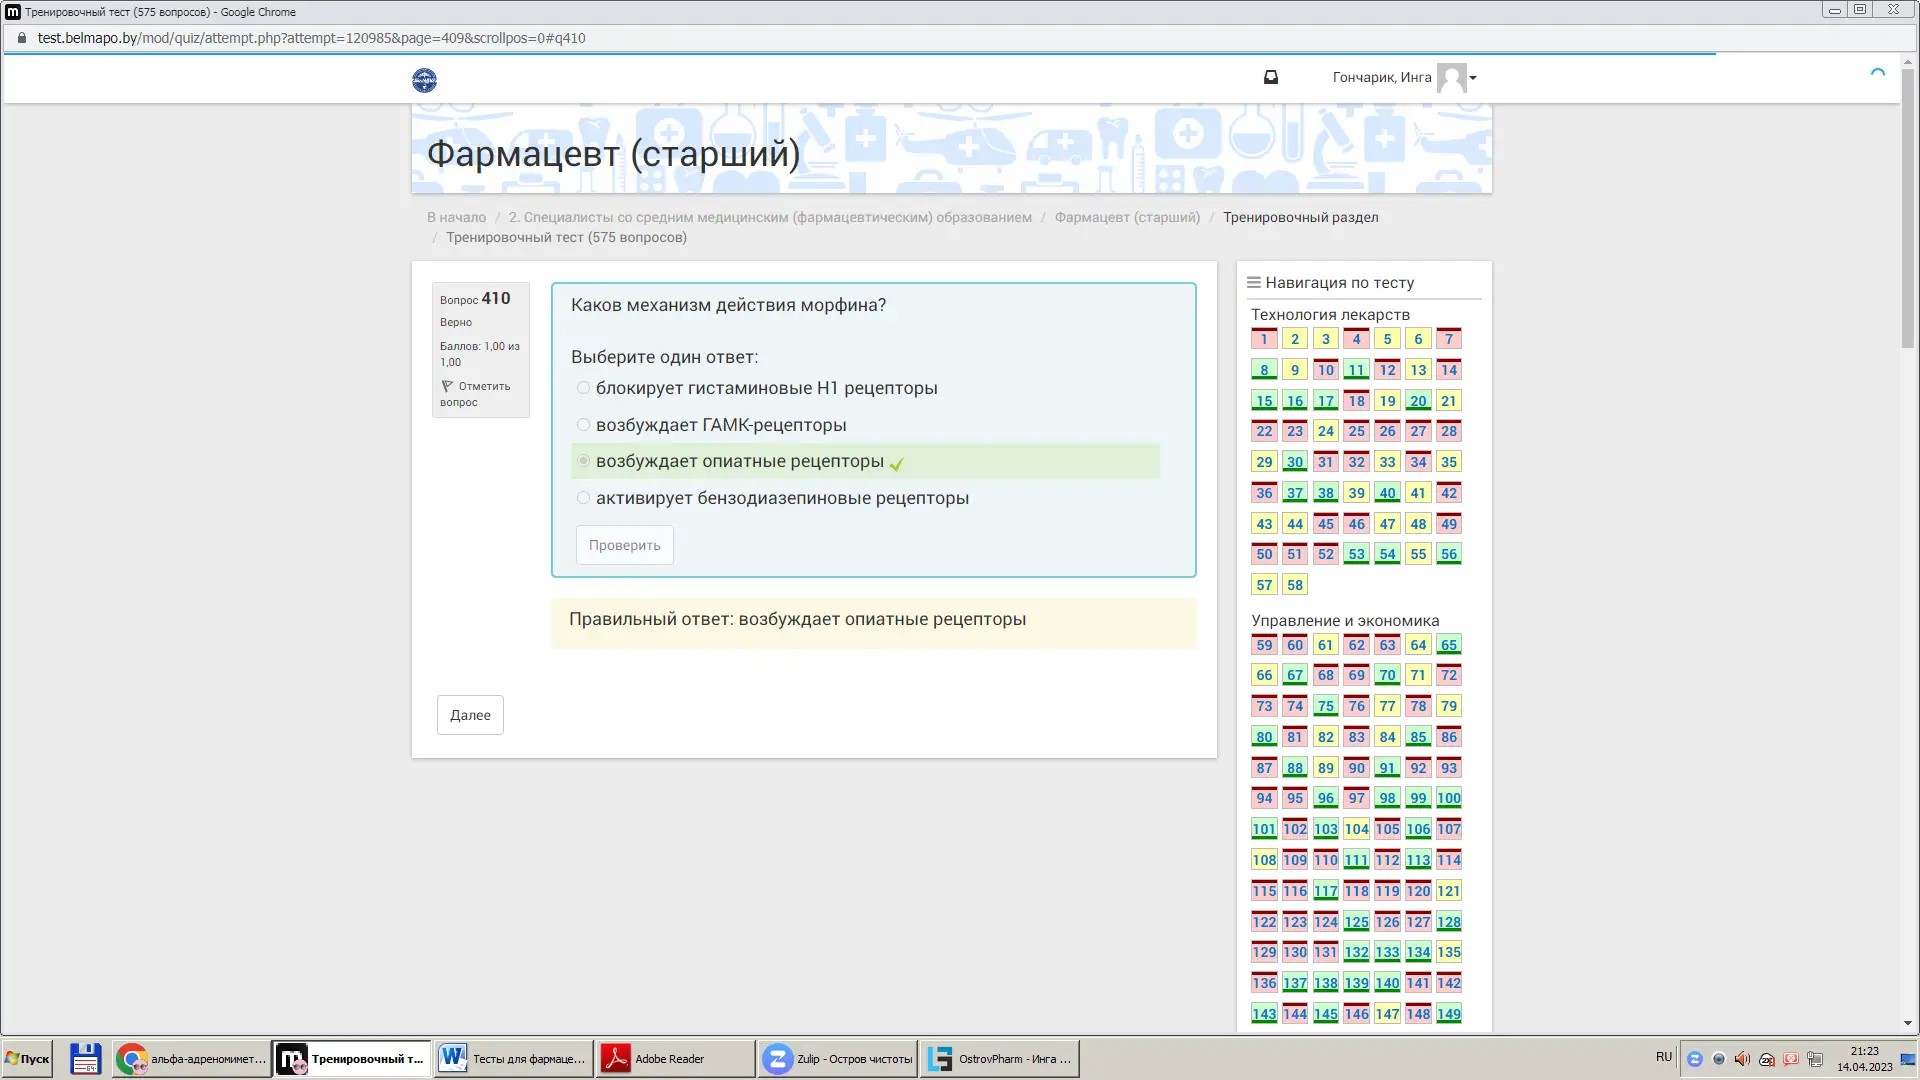 Тренировочный тест (575 вопросов) - Google Chrome
test.belmapo.by/mod/quiz/attempt.php?attempt=120985&page=409&scrollpos=0#q410
Гончарик, Инга
Фармацевт (старший)
В начало / 2. Специалисты со средним медицинским (фармацевтическим) образованием / Фармацевт (старший) / Тренировочный раздел
/ Тренировочный тест (575 вопросов)
Вопрос 410
Верно
Баллов: 1,00 из
1,00
Отметить
вопрос
Каков механизм действия морфина?
Выберите один ответ:
блокирует гистаминовые Н1 рецепторы
возбуждает ГАМК-рецепторы
возбуждает опиатные рецепторы
активирует бензодиазепиновые рецепторы
Проверить
Правильный ответ: возбуждает опиатные рецепторы
Далее
Навигация по тесту
Технология лекарств
1 2 3 4 5 6 7
8 9 10 11 12 13 14
15 16 17 18 19 20 21
22 23 24 25 26 27 28
29 30 31 32 33 34 35
36 37 38 39 40 41 42
43 44 45 46 47 48 49
50 51 52 53 54 55 56
57 58
Управление и экономика
59 60 61 62 63 64 65
66 67 68 69 70 71 72
73 74 75 76 77 78 79
80 81 82 83 84 85 86
87 88 89 90 91 92 93
94 95 96 97 98 99 100
101 102 103 104 105 106 107
108 109 110 111 112 113 114
115 116 117 118 119 120 121
122 123 124 125 126 127 128
129 130 131 132 133 134 135
136 137 138 139 140 141 142
143 144 145 146 147 148 149
Пуск
альфа-адреномимет...
Тренировочный т...
Тесты для фармаце...
Adobe Reader
Zulip - Остров чистоты
OstrovPharm - Инга ...
RU
21:23
14.04.2023